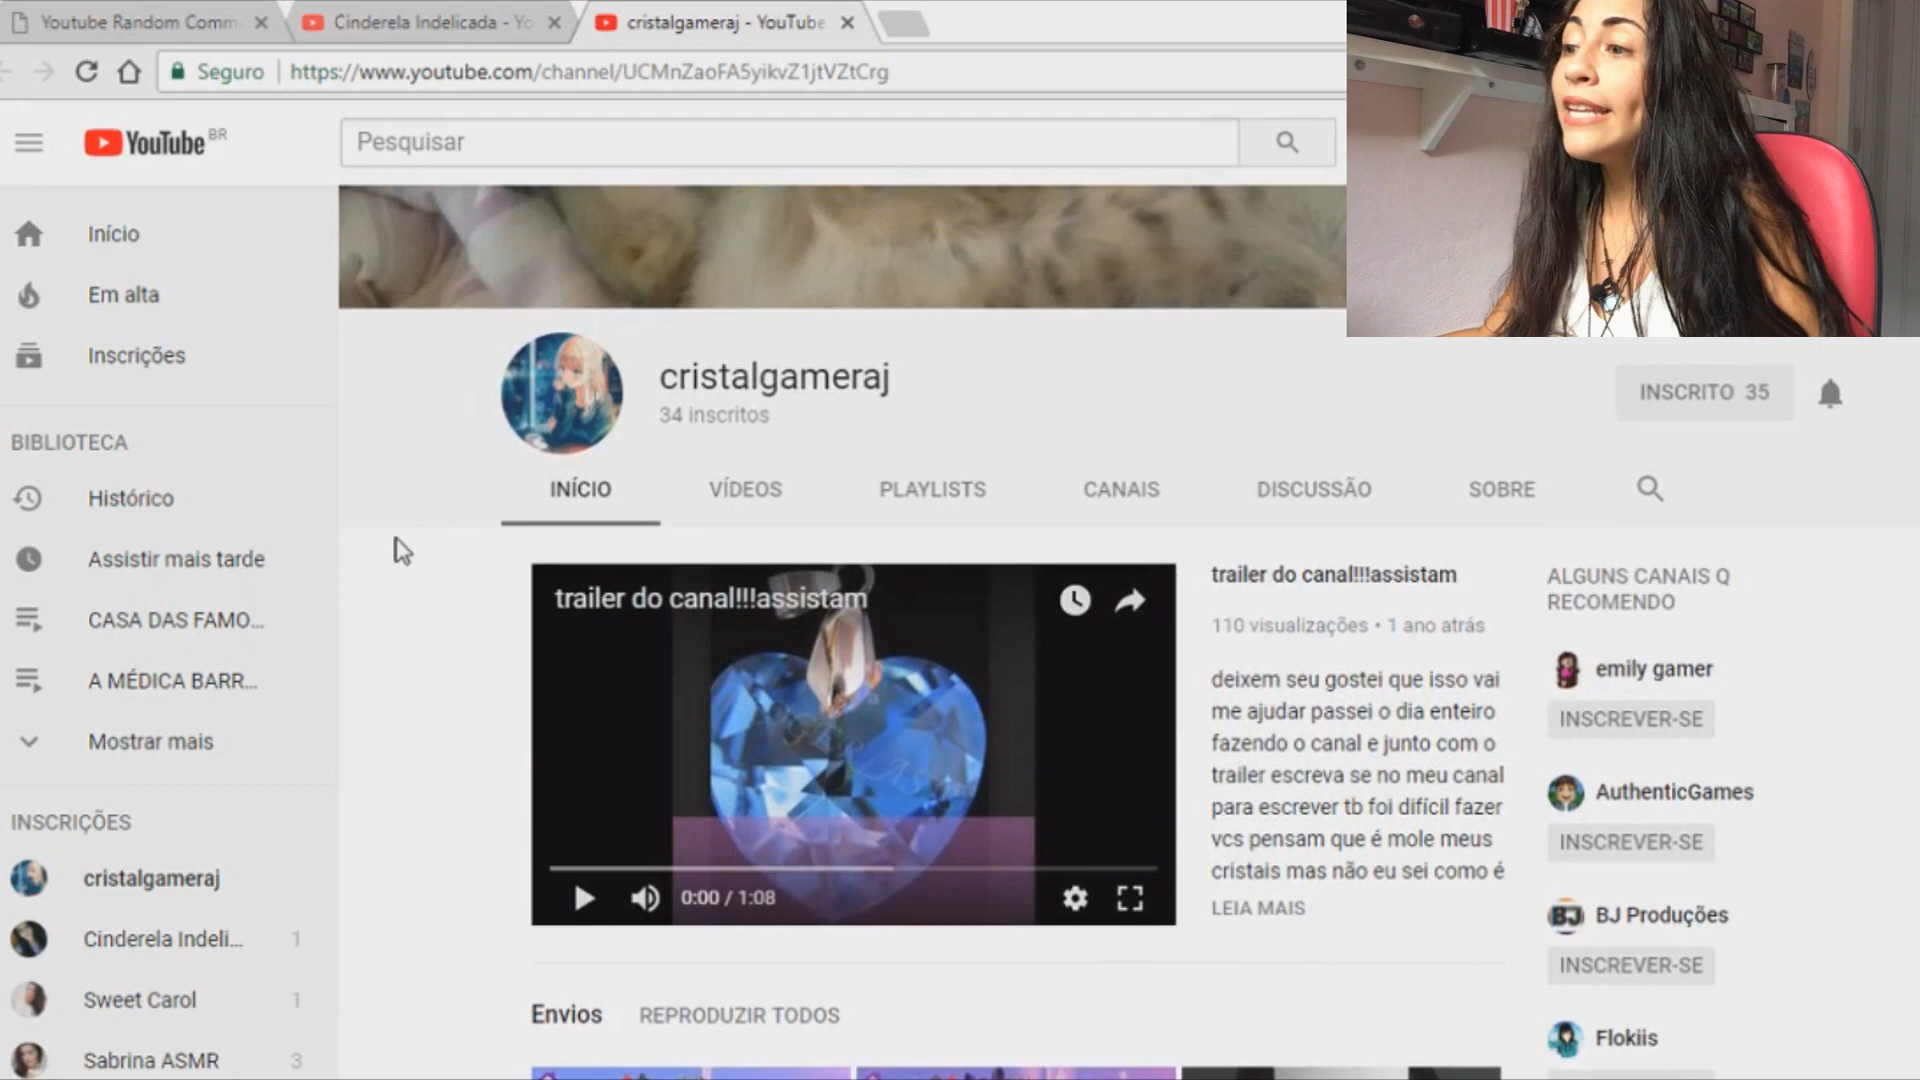 Youtube Random Comm
Cinderela Indelicada - Yo
cristalgameraj - YouTube
Seguro
https://www.youtube.com/channel/UCMnZaoFA5yikvZ1jtVZtCrg
YouTube BR
Pesquisar
Início
Em alta
Inscrições
BIBLIOTECA
Histórico
Assistir mais tarde
CASA DAS FAMO...
A MÉDICA BARR...
Mostrar mais
INSCRIÇÕES
cristalgameraj
Cinderela Indeli... 1
Sweet Carol 1
Sabrina ASMR 3
cristalgameraj
34 inscritos
INSCRITO 35
INÍCIO
VÍDEOS
PLAYLISTS
CANAIS
DISCUSSÃO
SOBRE
trailer do canal!!!assistam
0:00 / 1:08
trailer do canal!!!assistam
110 visualizações • 1 ano atrás
deixem seu gostei que isso vai
me ajudar passei o dia enteiro
fazendo o canal e junto com o
trailer escreva se no meu canal
para escrever tb foi difícil fazer
vcs pensam que é mole meus
cristais mas não eu sei como é
LEIA MAIS
ALGUNS CANAIS Q
RECOMENDO
emily gamer
INSCREVER-SE
AuthenticGames
INSCREVER-SE
BJ
BJ Produções
INSCREVER-SE
Flokiis
Envios
REPRODUZIR TODOS